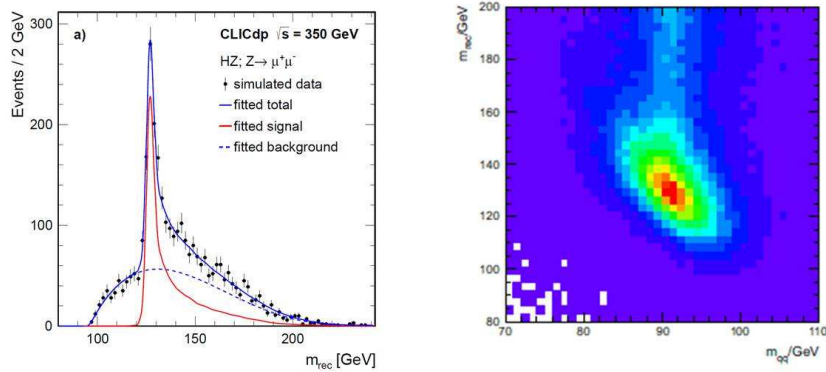 a) CLICdp √s = 350 GeV
HZ; Z→ μ⁺μ⁻
simulated data
fitted total
fitted signal
fitted background
Events / 2 GeV
300
200
100
0
100 150 200
m_rec [GeV]
m_rec/GeV
200
180
160
140
120
100
80
70 80 90 100 110
m_qq/GeV